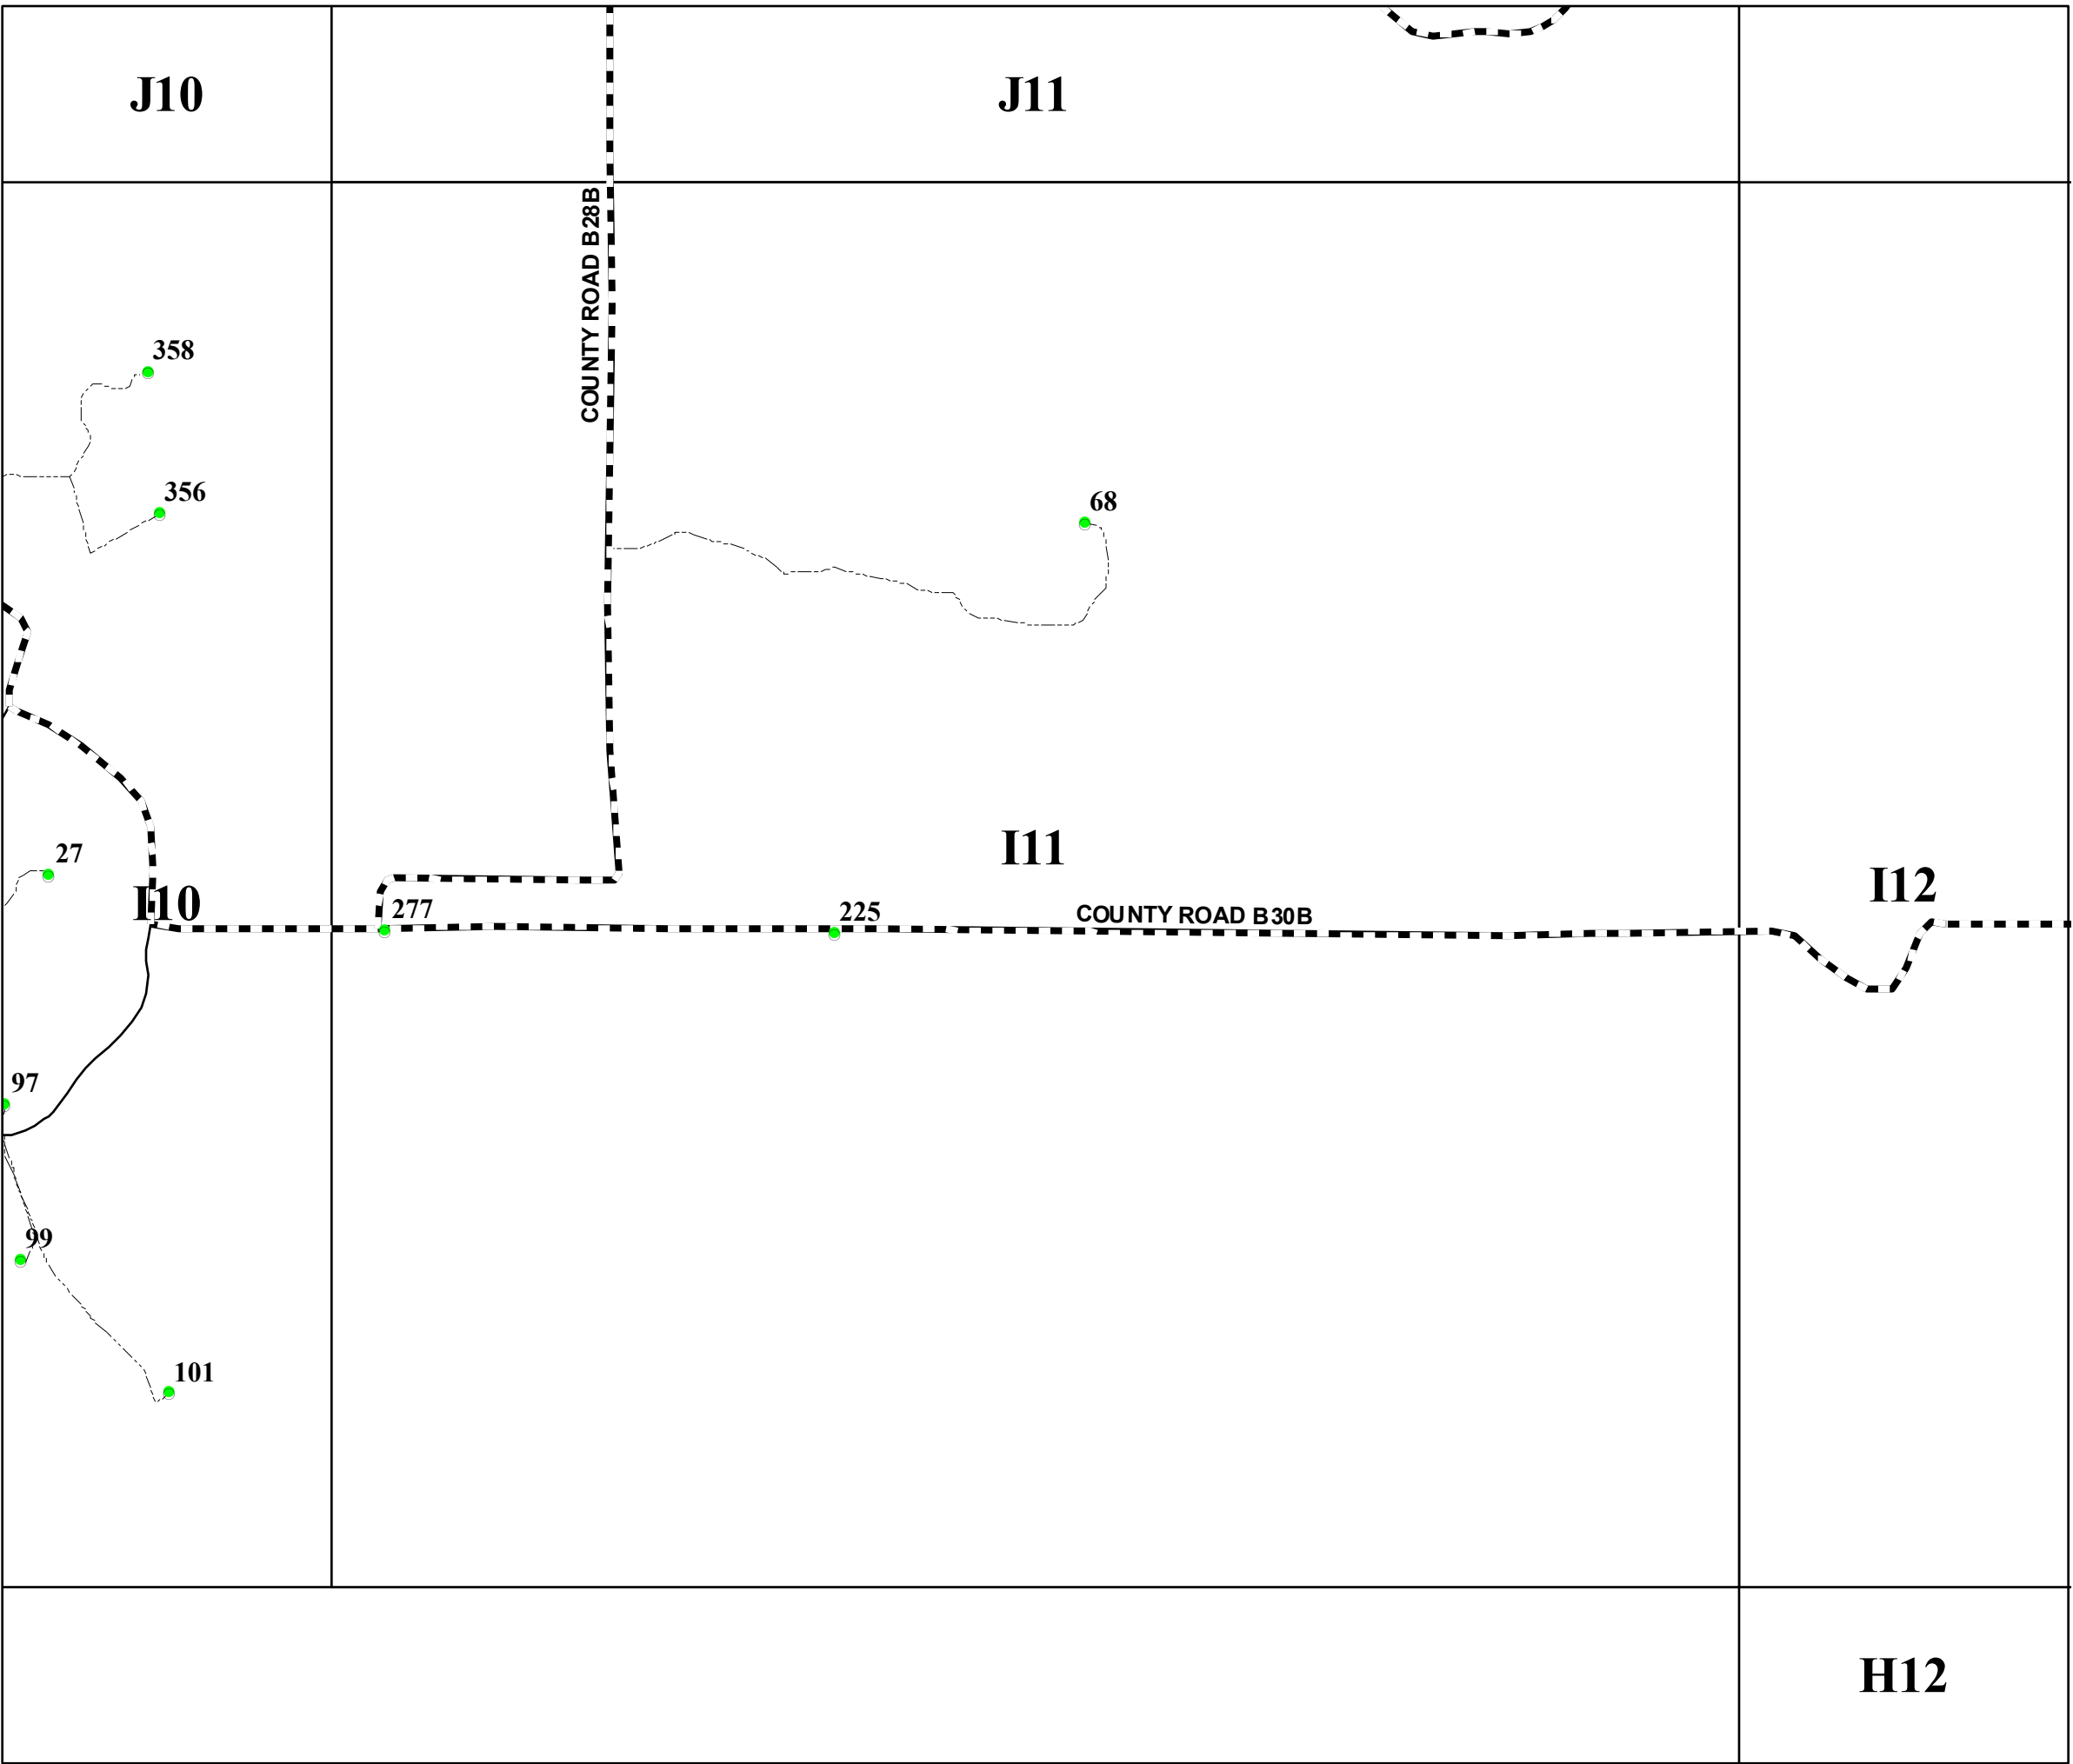 J10
J11
COUNTY ROAD B28B
358
356
68
27
I10
I11
I12
277
225
COUNTY ROAD B30B
97
99
101
H12